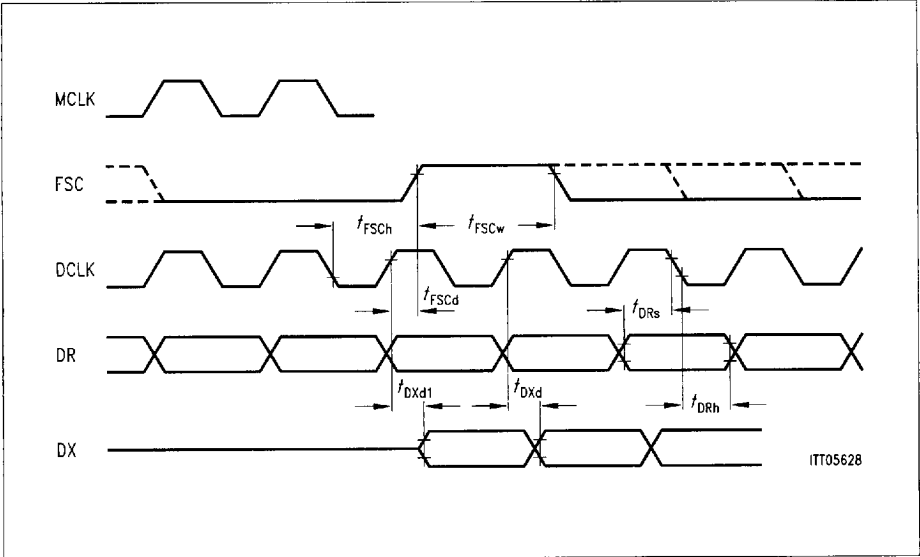 MCLK
FSC
tFSCh
tFSCw
DCLK
tFSCd
tDRs
DR
tDXd1
tDXd
tDRh
DX
ITT05628